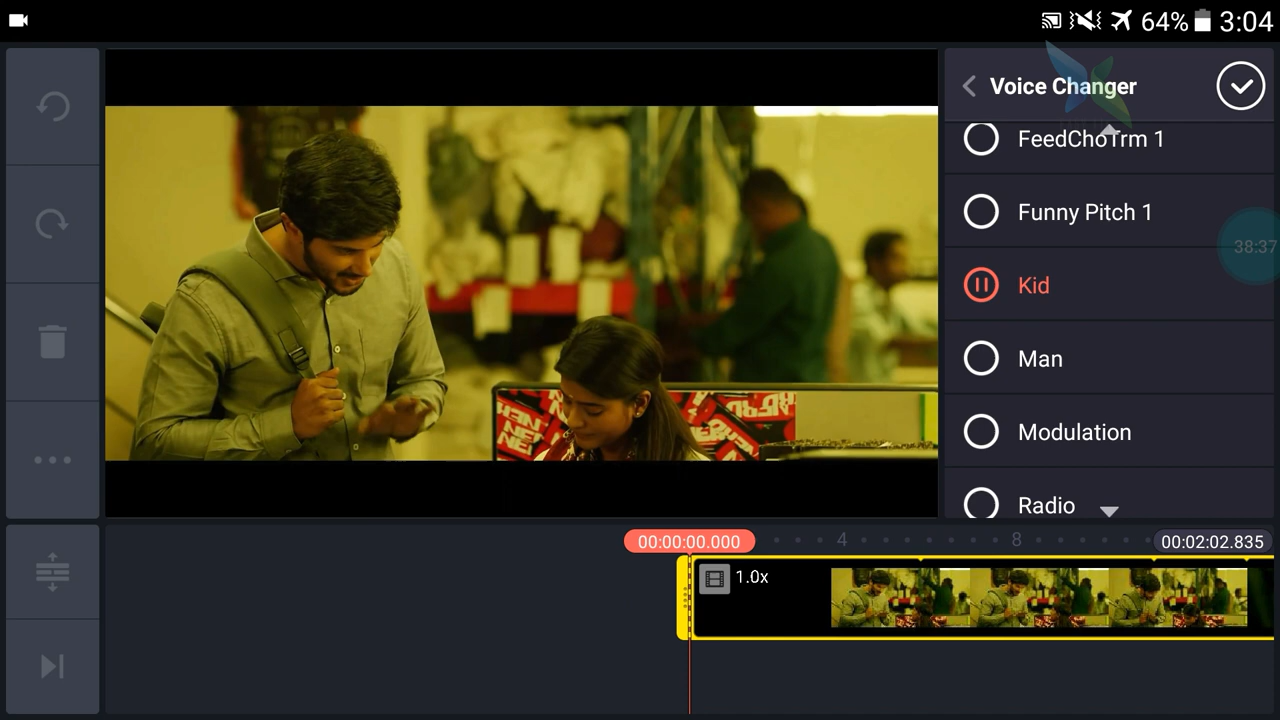 64% 3:04
Voice Changer
FeedChoTrm 1
Funny Pitch 1
38:37
Kid
Man
Modulation
Radio
00:00:00.000
4
8
00:02:02.835
1.0x